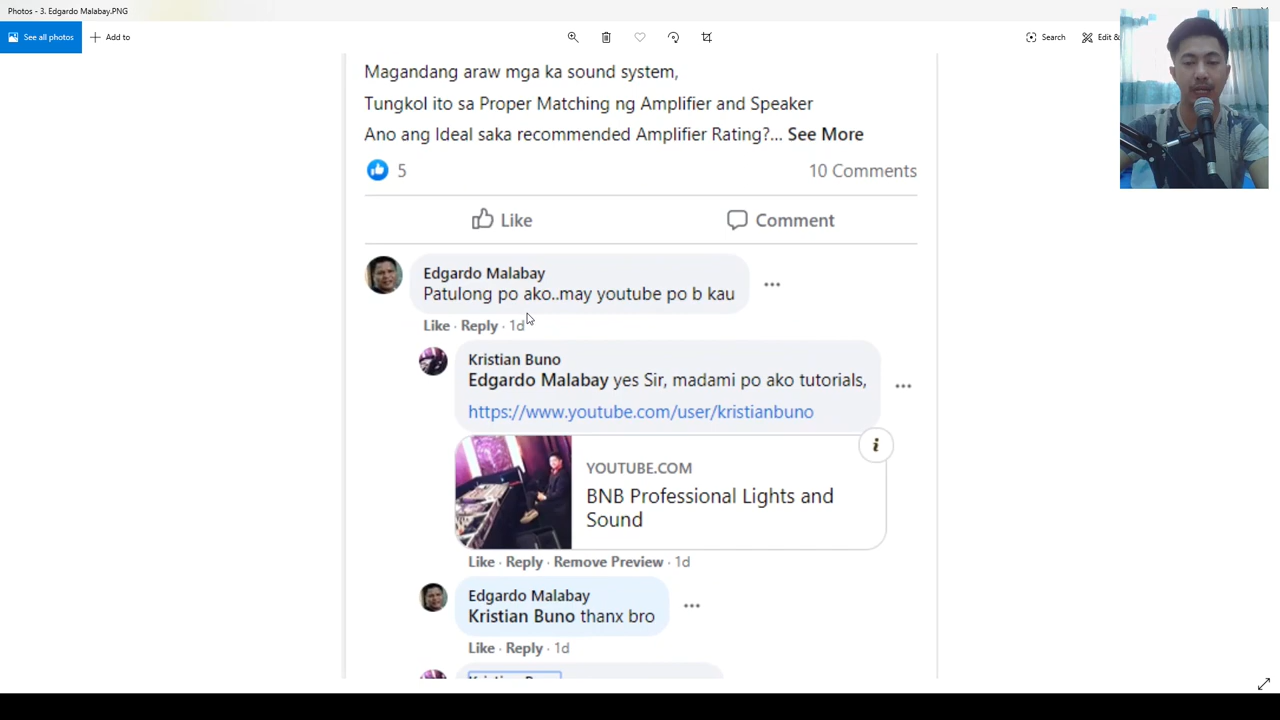 Photos - 3. Edgardo Malabay.PNG
See all photos
Add to
Search
Edit &
Magandang araw mga ka sound system,
Tungkol ito sa Proper Matching ng Amplifier and Speaker
Ano ang Ideal saka recommended Amplifier Rating?... See More
5
10 Comments
Like
Comment
Edgardo Malabay
Patulong po ako..may youtube po b kau
Like · Reply · 1d
Kristian Buno
Edgardo Malabay yes Sir, madami po ako tutorials,
https://www.youtube.com/user/kristianbuno
i
YOUTUBE.COM
BNB Professional Lights and
Sound
Like · Reply · Remove Preview · 1d
Edgardo Malabay
Kristian Buno thanx bro
Like · Reply · 1d